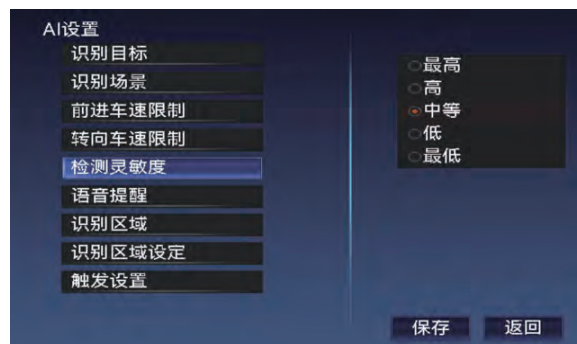 AI设置
识别目标
识别场景
前进车速限制
转向车速限制
检测灵敏度
语音提醒
识别区域
识别区域设定
触发设置
最高
高
中等
低
最低
保存
返回